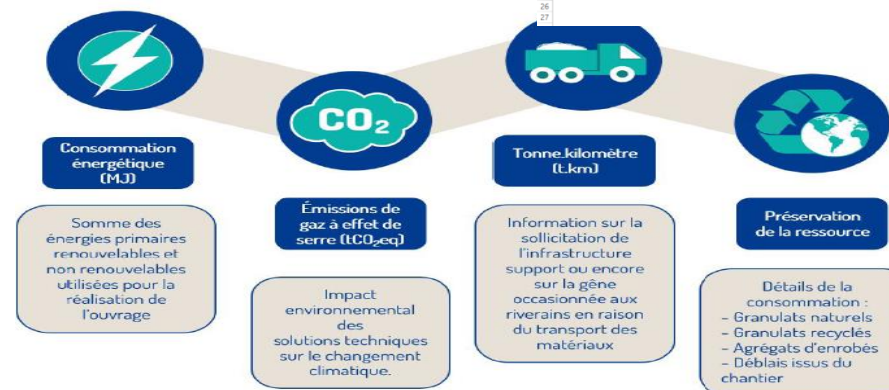 26
27
CO₂
Consommation
énergétique
(MJ)
Somme des
énergies primaires
renouvelables et
non renouvelables
utilisées pour la
réalisation de
l'ouvrage
Émissions de
gaz à effet de
serre (tCO₂eq)
Impact
environnemental
des
solutions techniques
sur le changement
climatique.
Tonne.kilomètre
(t.km)
Information sur la
sollicitation de
l'infrastructure
support ou encore
sur la gêne
occasionnée aux
riverains en raison
du transport des
matériaux
Préservation
de la ressource
Détails de la
consommation :
- Granulats naturels
- Granulats recyclés
- Agrégats d'enrobés
- Déblais issus du
chantier